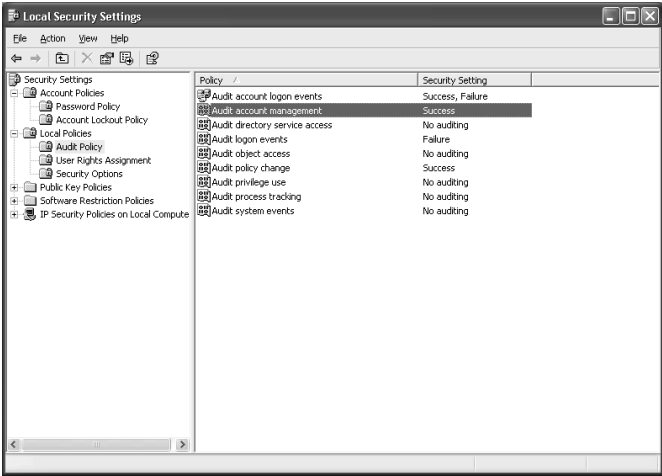 Local Security Settings
File Action View Help
Security Settings
Account Policies
Password Policy
Account Lockout Policy
Local Policies
Audit Policy
User Rights Assignment
Security Options
Public Key Policies
Software Restriction Policies
IP Security Policies on Local Compute
Policy Security Setting
Audit account logon events Success, Failure
Audit account management Success
Audit directory service access No auditing
Audit logon events Failure
Audit object access No auditing
Audit policy change Success
Audit privilege use No auditing
Audit process tracking No auditing
Audit system events No auditing